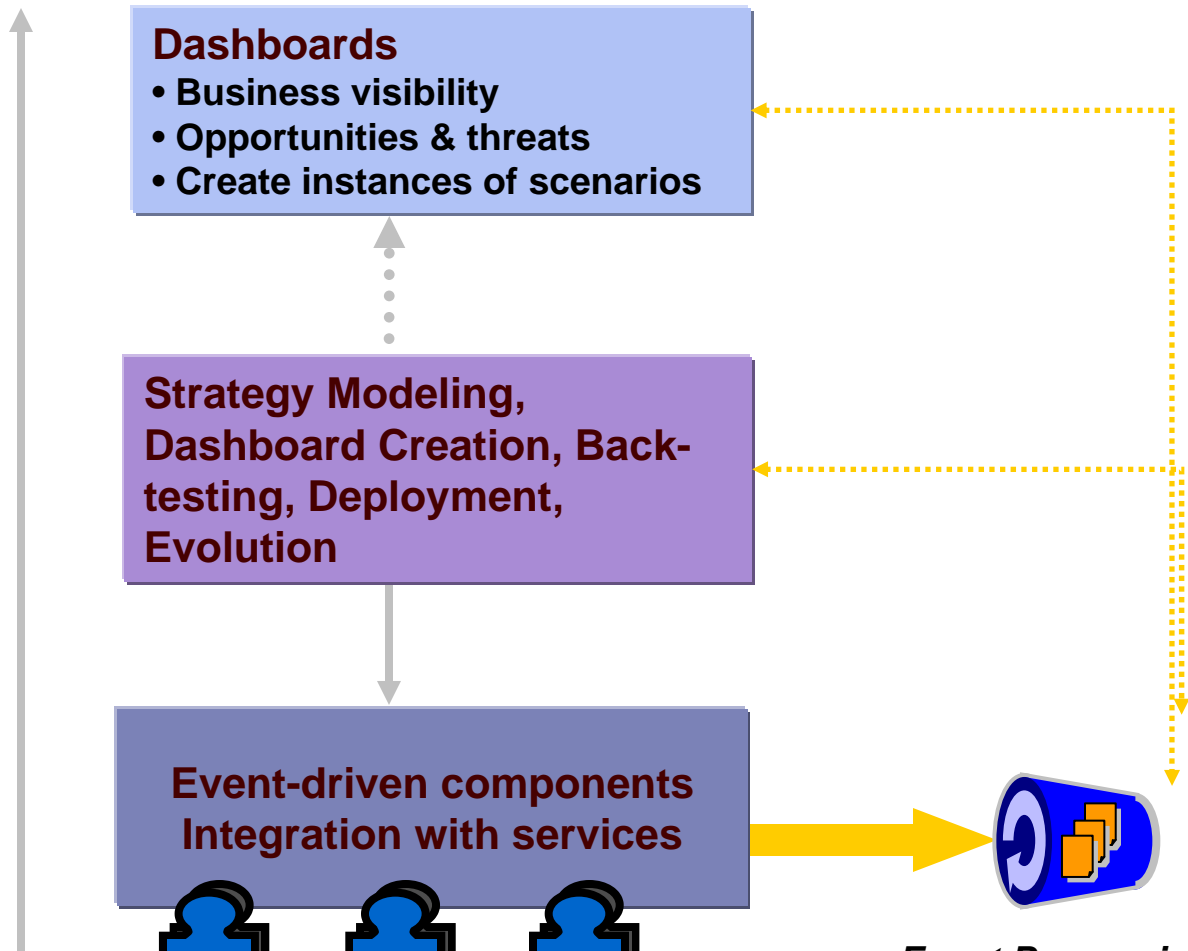 Dashboards
• Business visibility
• Opportunities & threats
• Create instances of scenarios
Strategy Modeling,
Dashboard Creation, Back-
testing, Deployment,
Evolution
Event-driven components
Integration with services